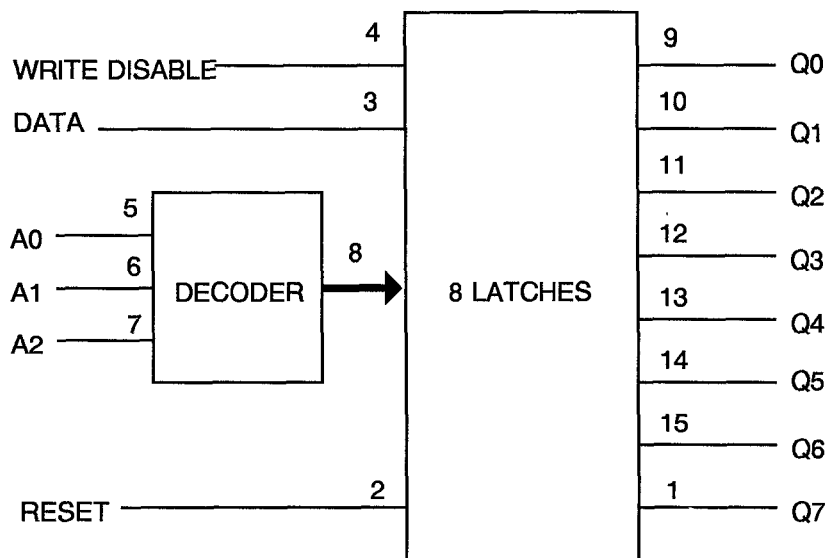 4
WRITE DISABLE
3
DATA
5
A0
6
A1
7
A2
DECODER
8
2
RESET
8 LATCHES
9
Q0
10
Q1
11
Q2
12
Q3
13
Q4
14
Q5
15
Q6
1
Q7